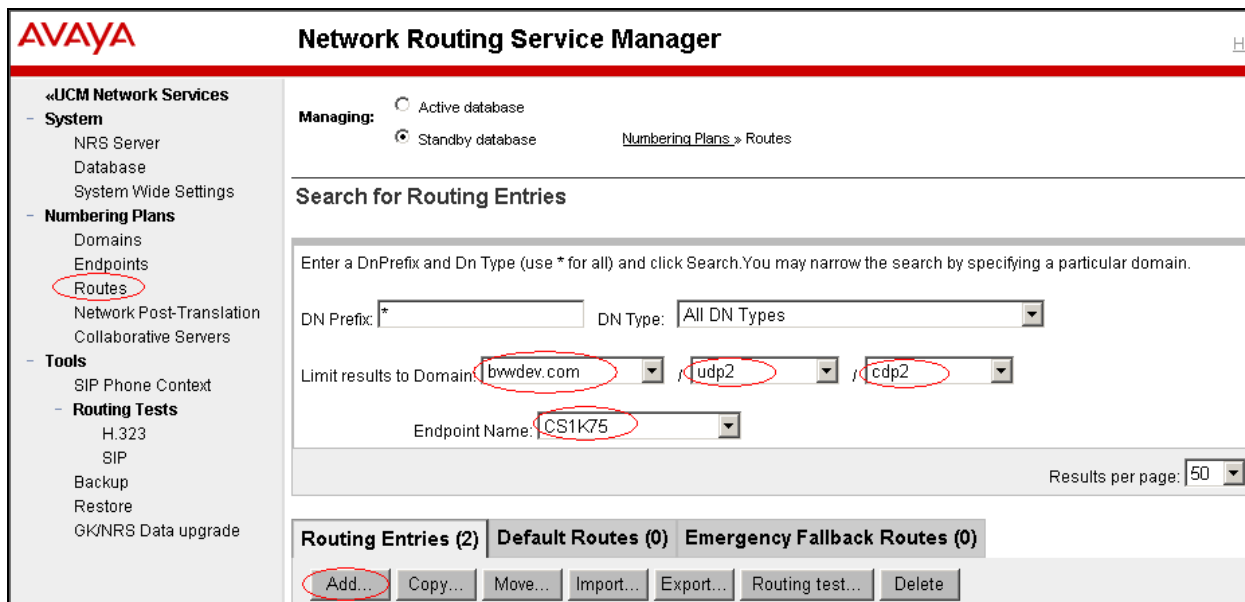 AVAYA
Network Routing Service Manager
H
«UCM Network Services
- System
NRS Server
Database
System Wide Settings
- Numbering Plans
Domains
Endpoints
Routes
Network Post-Translation
Collaborative Servers
- Tools
SIP Phone Context
- Routing Tests
H.323
SIP
Backup
Restore
GK/NRS Data upgrade
Managing:
Active database
Standby database
Numbering Plans » Routes
Search for Routing Entries
Enter a DnPrefix and Dn Type (use * for all) and click Search.You may narrow the search by specifying a particular domain.
DN Prefix: * DN Type: All DN Types
Limit results to Domain: bvwdev.com / udp2 / cdp2
Endpoint Name: CS1K75
Results per page: 50
Routing Entries (2) Default Routes (0) Emergency Fallback Routes (0)
Add... Copy... Move... Import... Export... Routing test... Delete